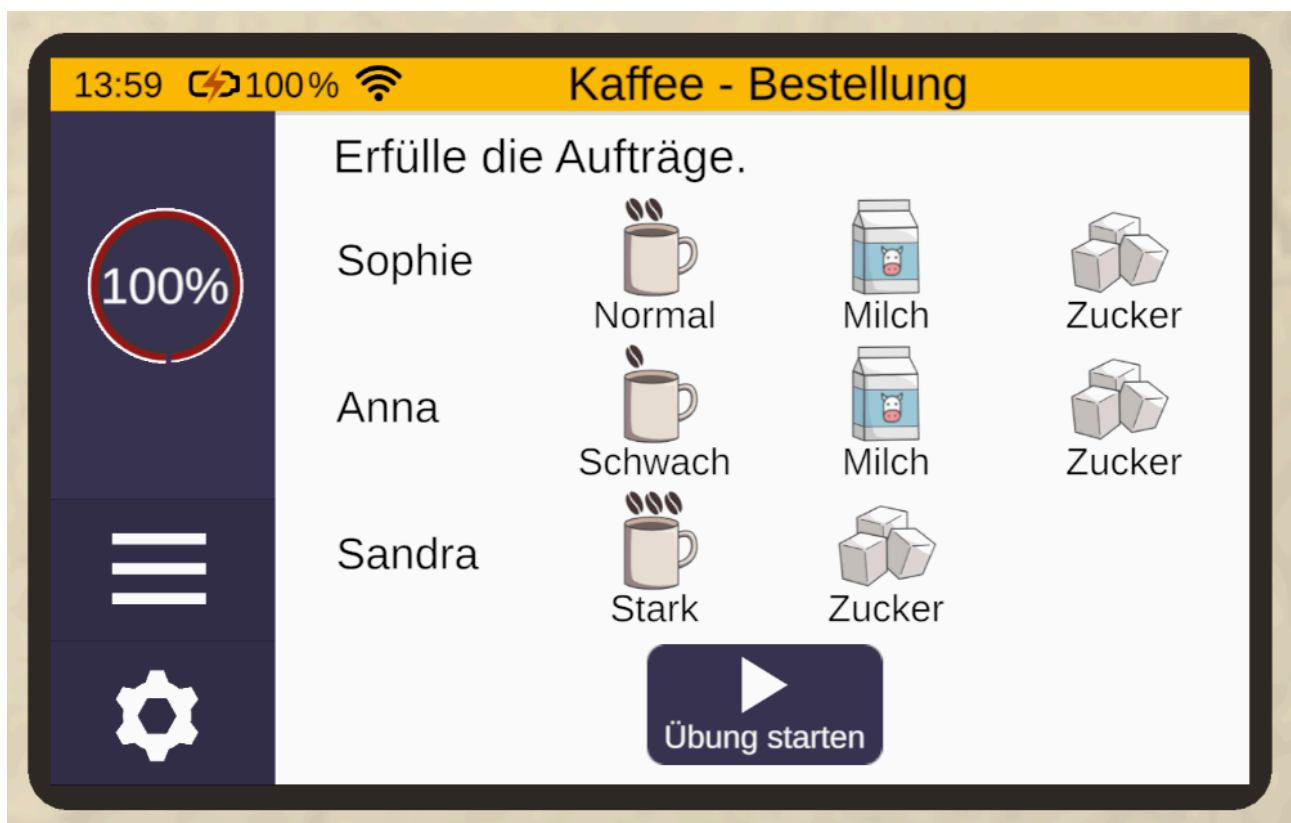 13:59 100% Kaffee - Bestellung
Erfülle die Aufträge.
100%
Sophie
Normal Milch Zucker
Anna
Schwach Milch Zucker
Sandra
Stark Zucker
Übung starten